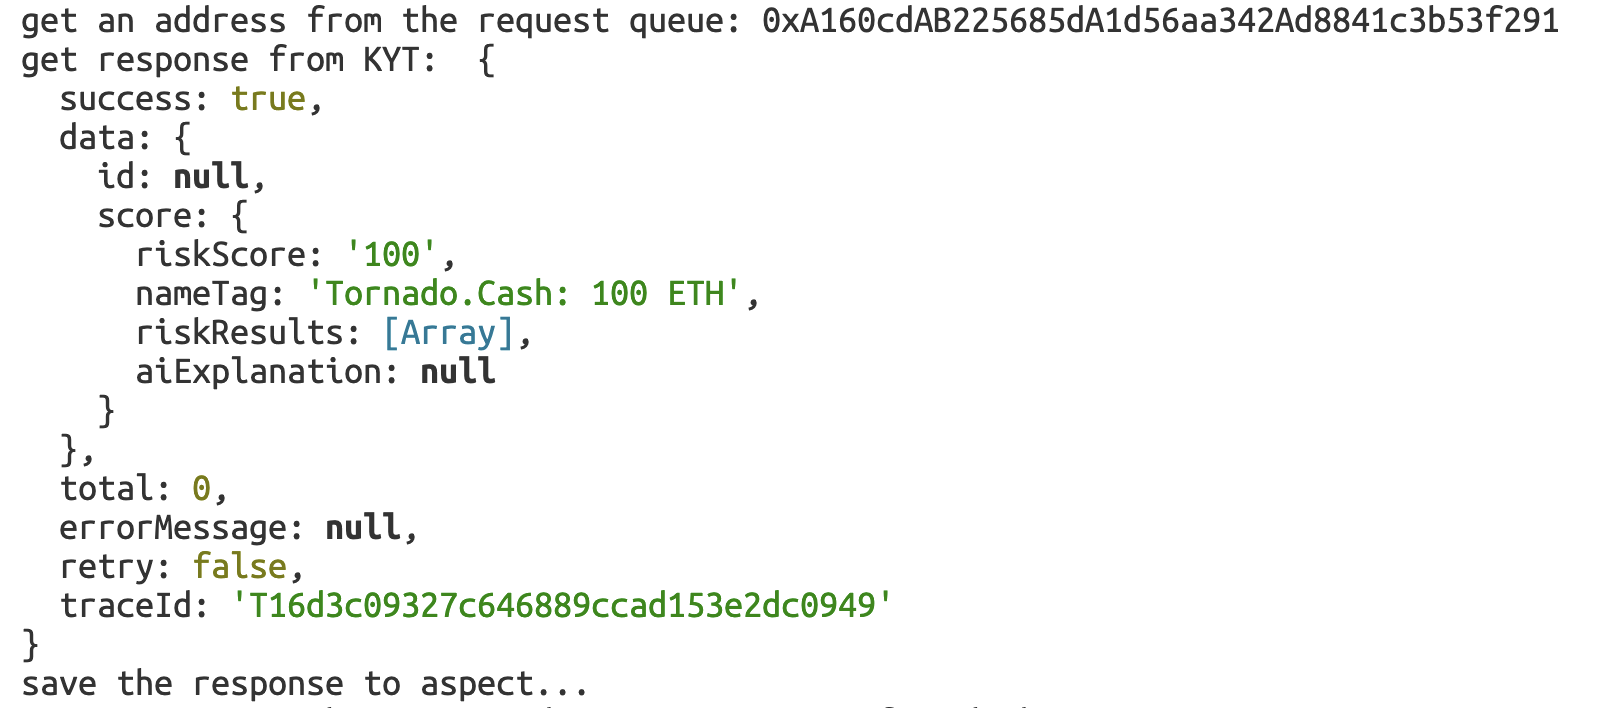 get an address from the request queue: 0xA160cdAB225685dA1d56aa342Ad8841c3b53f291
get response from KYT:  {
  success: true,
  data: {
    id: null,
    score: {
      riskScore: '100',
      nameTag: 'Tornado.Cash: 100 ETH',
      riskResults: [Array],
      aiExplanation: null
    }
  },
  total: 0,
  errorMessage: null,
  retry: false,
  traceId: 'T16d3c09327c646889ccad153e2dc0949'
}
save the response to aspect...